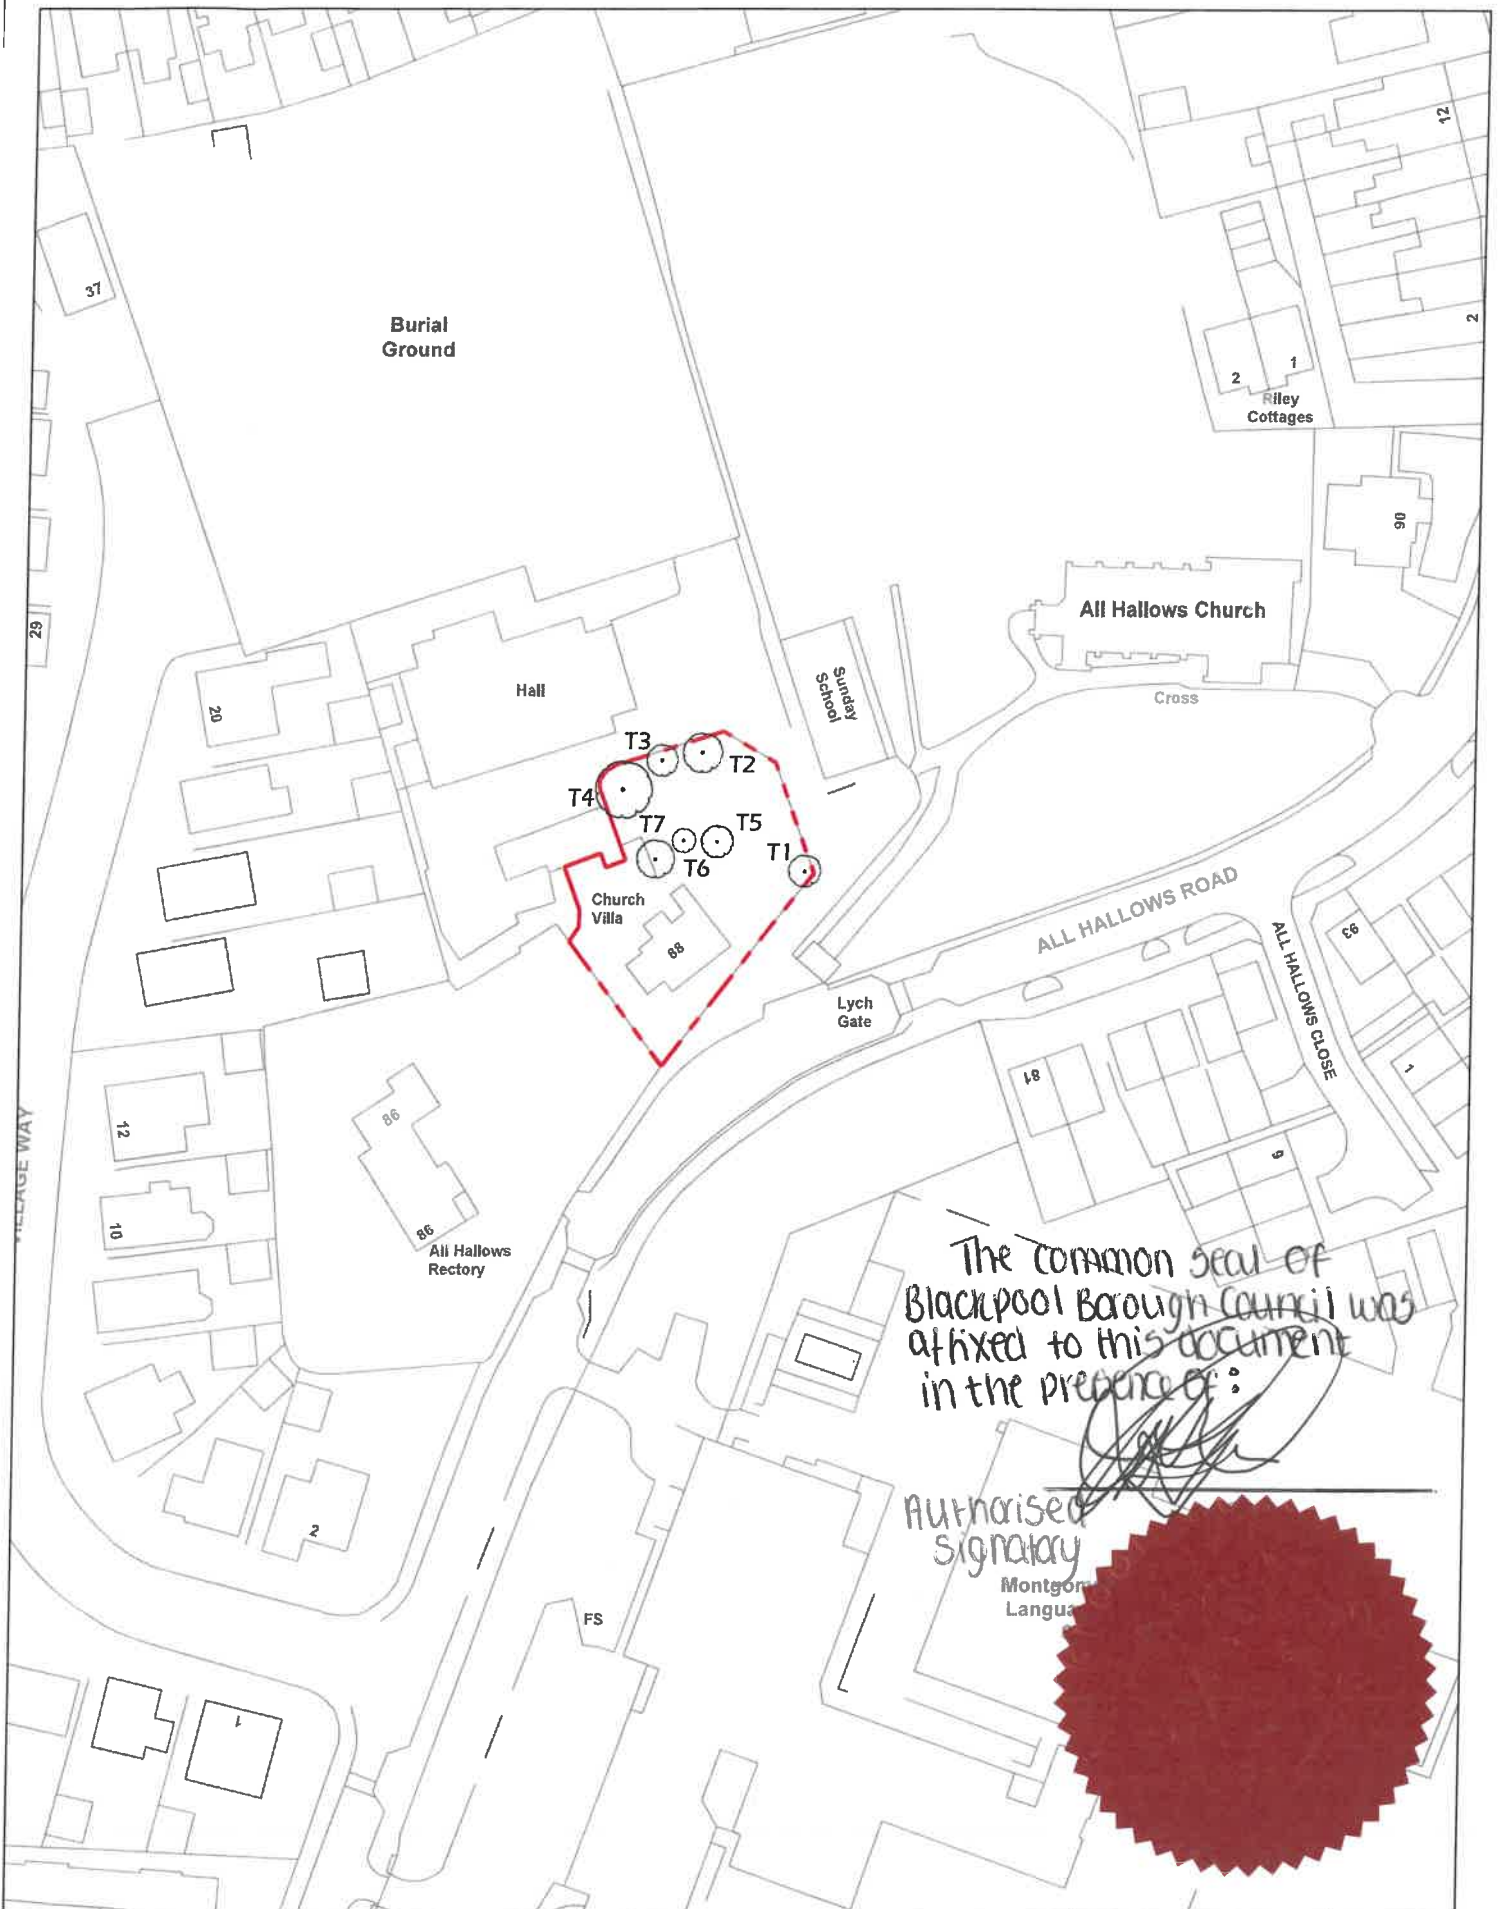 12
37
Burial
Ground
2
1
2
Riley
Cottages
90
29
All Hallows Church
Sunday
School
Cross
Hall
20
T3
T2
T4
T7
T5
T6
T1
Church
Villa
88
ALL HALLOWS ROAD
93
ALL HALLOWS CLOSE
Lych
Gate
81
1
12
86
9
10
86
All Hallows
Rectory
The common seal of
Blackpool Borough Council was
affixed to this document
in the presence of:
Authorised
signatory
2
FS
1